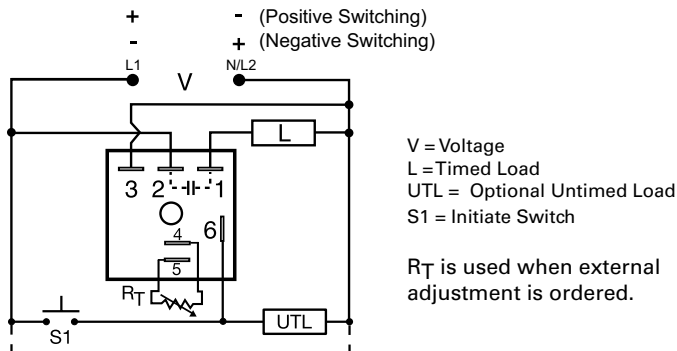 + - (Positive Switching)
- + (Negative Switching)
L1 N/L2
V
L
3 2 1
6
4
5
RT
S1
UTL
V = Voltage
L = Timed Load
UTL = Optional Untimed Load
S1 = Initiate Switch
RT is used when external
adjustment is ordered.